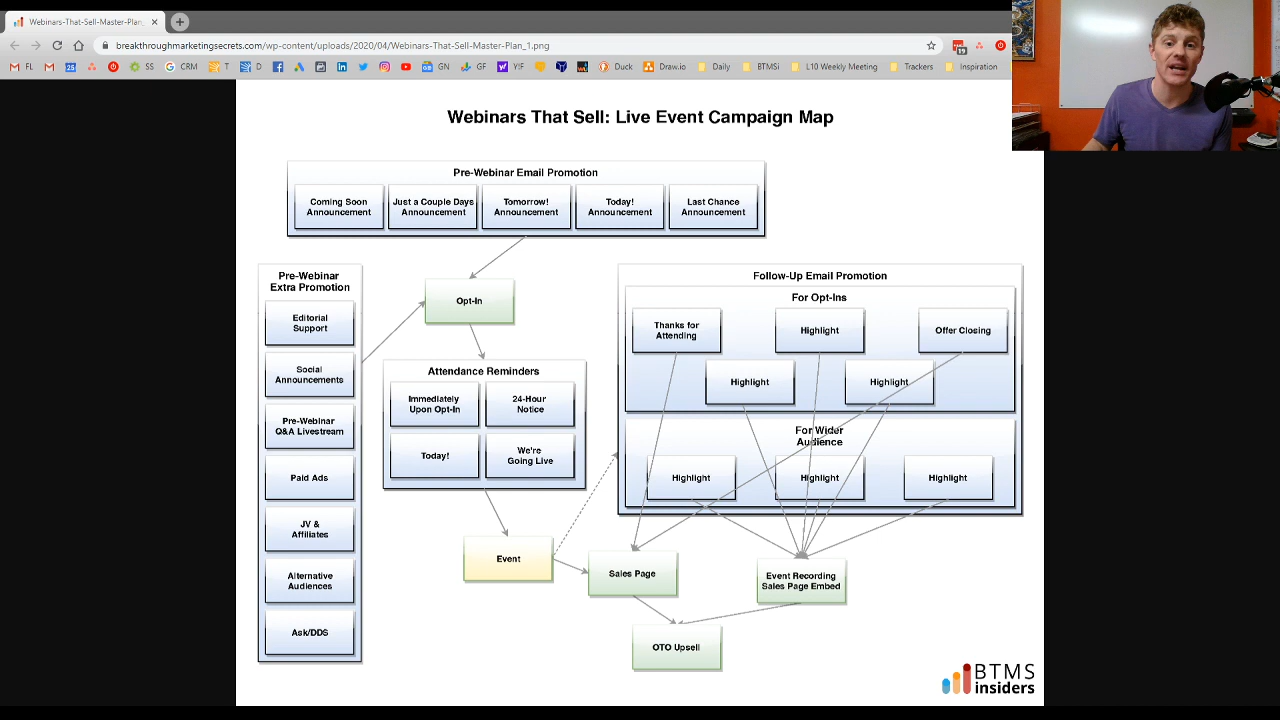 Webinars-That-Sell-Master-Plan_
breakthroughmarketingsecrets.com/wp-content/uploads/2020/04/Webinars-That-Sell-Master-Plan_1.png
19
FL
25
SS
CRM
T
D
GN
GF
YIF
Duck
Draw.io
Daily
BTMSi
L10 Weekly Meeting
Trackers
Inspiration
Webinars That Sell: Live Event Campaign Map
Pre-Webinar Email Promotion
Coming Soon
Announcement
Just a Couple Days
Announcement
Tomorrow!
Announcement
Today!
Announcement
Last Chance
Announcement
Pre-Webinar
Extra Promotion
Editorial
Support
Social
Announcements
Pre-Webinar
Q&A Livestream
Paid Ads
JV &
Affiliates
Alternative
Audiences
Ask/DDS
Opt-In
Attendance Reminders
Immediately
Upon Opt-In
24-Hour
Notice
Today!
We're
Going Live
Event
Follow-Up Email Promotion
For Opt-Ins
Thanks for
Attending
Highlight
Offer Closing
Highlight
Highlight
For Wider
Audience
Highlight
Highlight
Highlight
Sales Page
Event Recording
Sales Page Embed
OTO Upsell
BTMS
insiders